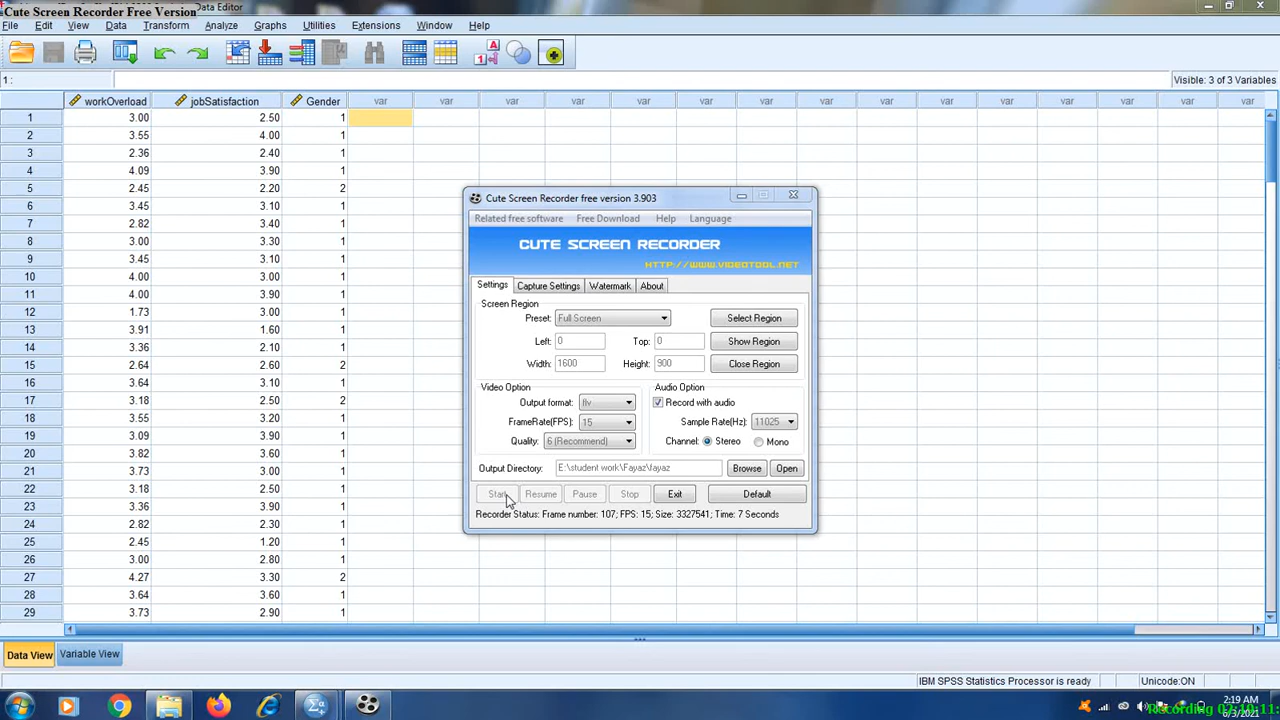 Cute Screen Recorder Free Version Data Editor
File Edit View Data Transform Analyze Graphs Utilities Extensions Window Help
1 : Visible: 3 of 3 Variables
workOverload jobSatisfaction Gender var var var var var var var var var var var var var var
1 3.00 2.50 1
2 3.55 4.00 1
3 2.36 2.40 1
4 4.09 3.90 1
5 2.45 2.20 2
6 3.45 3.10 1
7 2.82 3.40 1
8 3.00 3.30 1
9 3.45 3.10 1
10 4.00 3.00 1
11 4.00 3.90 1
12 1.73 3.00 1
13 3.91 1.60 1
14 3.36 2.10 1
15 2.64 2.60 2
16 3.64 3.10 1
17 3.18 2.50 2
18 3.55 3.20 1
19 3.09 3.90 1
20 3.82 3.60 1
21 3.73 3.00 1
22 3.18 2.50 1
23 3.36 3.90 1
24 2.82 2.30 1
25 2.45 1.20 1
26 3.00 2.80 1
27 4.27 3.30 2
28 3.64 3.60 1
29 3.73 2.90 1
Cute Screen Recorder free version 3.903
Related free software Free Download Help Language
CUTE SCREEN RECORDER
HTTP://WWW.VIDEOTOOL.NET
Settings Capture Settings Watermark About
Screen Region
Preset: Full Screen Select Region
Left: 0 Top: 0 Show Region
Width: 1600 Height: 900 Close Region
Video Option Audio Option
Output format: flv Record with audio
FrameRate(FPS): 15 Sample Rate(Hz): 11025
Quality: 6 (Recommend) Channel: Stereo Mono
Output Directory: E:\student work\Fayaz\fayaz Browse Open
Start Resume Pause Stop Exit Default
Recorder Status: Frame number: 107; FPS: 15; Size: 3327541; Time: 7 Seconds
Data View Variable View
IBM SPSS Statistics Processor is ready Unicode:ON
2:19 AM
6/3/2021